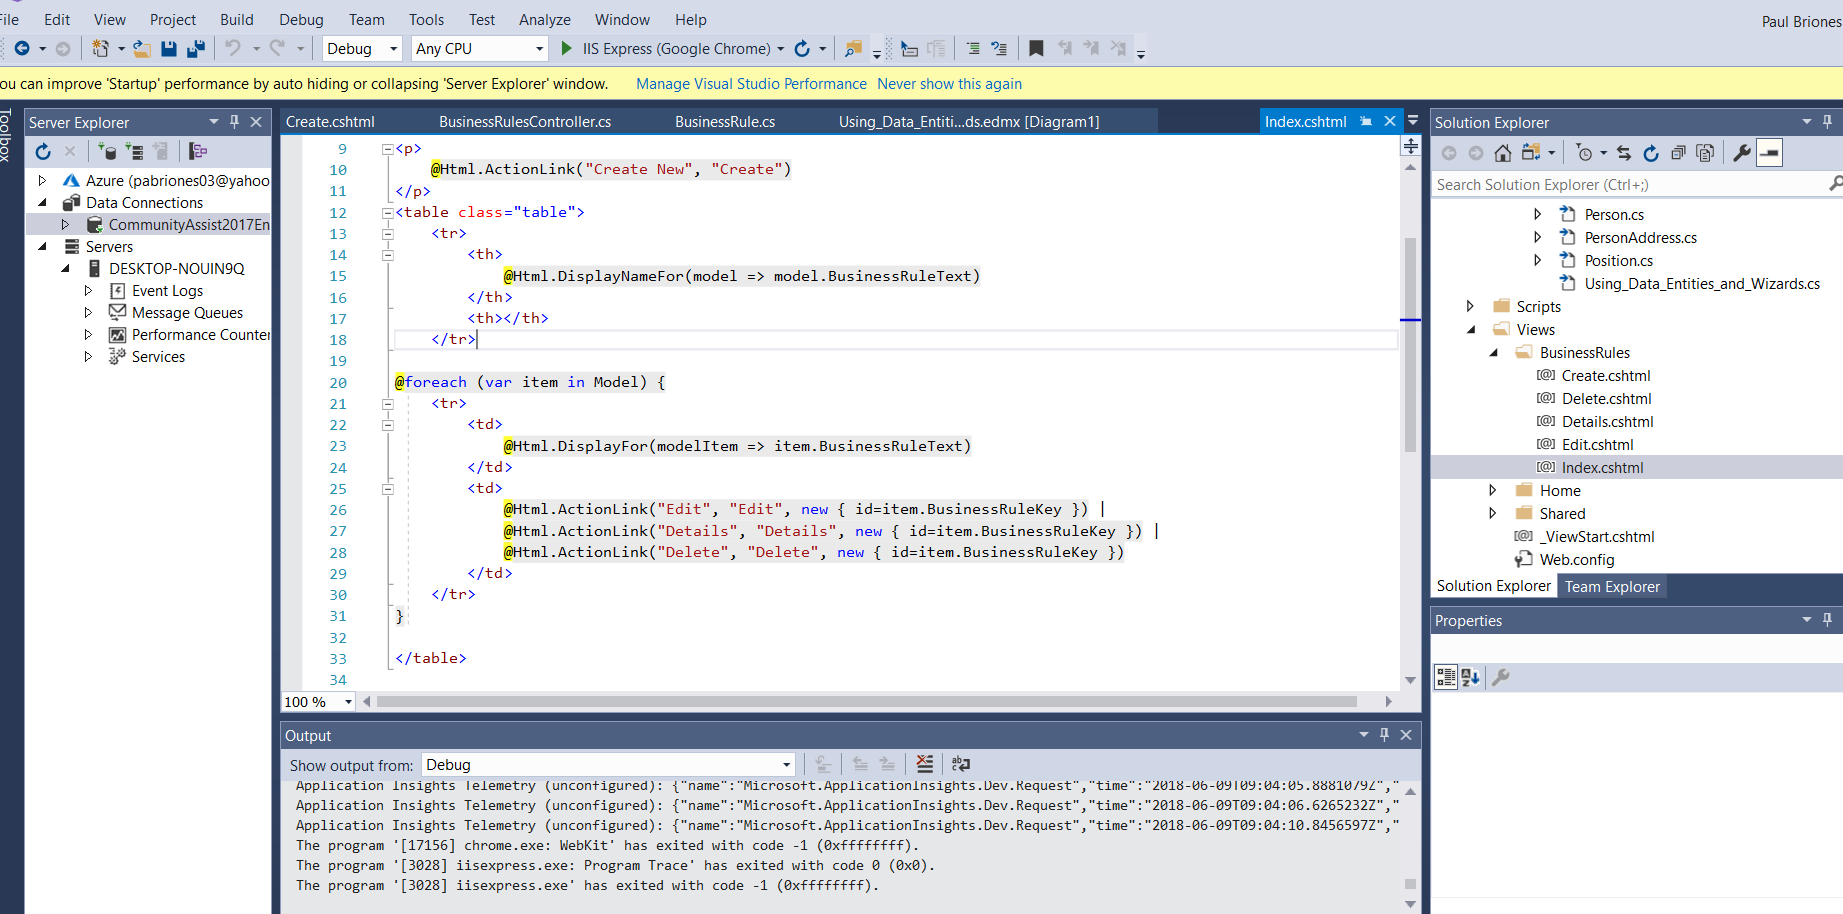 File Edit View Project Build Debug Team Tools Test Analyze Window Help
Paul Briones
Debug Any CPU IIS Express (Google Chrome)
ou can improve 'Startup' performance by auto hiding or collapsing 'Server Explorer' window. Manage Visual Studio Performance Never show this again
Toolbox
Server Explorer
Azure (pabriones03@yahoo
Data Connections
CommunityAssist2017En
Servers
DESKTOP-NOUIN9Q
Event Logs
Message Queues
Performance Counter
Services
Create.cshtml BusinessRulesController.cs BusinessRule.cs Using_Data_Entiti...ds.edmx [Diagram1] Index.cshtml
9 <p>
10 @Html.ActionLink("Create New", "Create")
11 </p>
12 <table class="table">
13 <tr>
14 <th>
15 @Html.DisplayNameFor(model => model.BusinessRuleText)
16 </th>
17 <th></th>
18 </tr>
19
20 @foreach (var item in Model) {
21 <tr>
22 <td>
23 @Html.DisplayFor(modelItem => item.BusinessRuleText)
24 </td>
25 <td>
26 @Html.ActionLink("Edit", "Edit", new { id=item.BusinessRuleKey }) |
27 @Html.ActionLink("Details", "Details", new { id=item.BusinessRuleKey }) |
28 @Html.ActionLink("Delete", "Delete", new { id=item.BusinessRuleKey })
29 </td>
30 </tr>
31 }
32
33 </table>
34
100 %
Output
Show output from: Debug
Application Insights Telemetry (unconfigured): {"name":"Microsoft.ApplicationInsights.Dev.Request","time":"2018-06-09T09:04:05.8881079Z","
Application Insights Telemetry (unconfigured): {"name":"Microsoft.ApplicationInsights.Dev.Request","time":"2018-06-09T09:04:06.6265232Z","
Application Insights Telemetry (unconfigured): {"name":"Microsoft.ApplicationInsights.Dev.Request","time":"2018-06-09T09:04:10.8456597Z","
The program '[17156] chrome.exe: WebKit' has exited with code -1 (0xffffffff).
The program '[3028] iisexpress.exe: Program Trace' has exited with code 0 (0x0).
The program '[3028] iisexpress.exe' has exited with code -1 (0xffffffff).
Solution Explorer
Search Solution Explorer (Ctrl+;)
Person.cs
PersonAddress.cs
Position.cs
Using_Data_Entities_and_Wizards.cs
Scripts
Views
BusinessRules
Create.cshtml
Delete.cshtml
Details.cshtml
Edit.cshtml
Index.cshtml
Home
Shared
_ViewStart.cshtml
Web.config
Solution Explorer Team Explorer
Properties